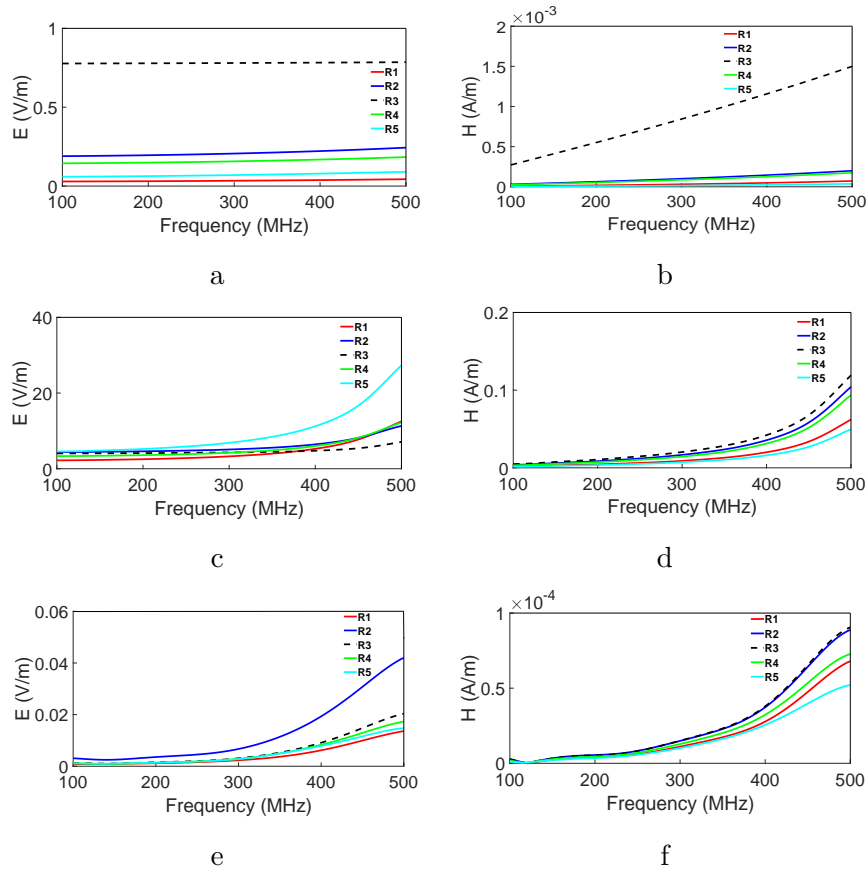 1
0.5
0
E (V/m)
R1
R2
R3
R4
R5
100 200 300 400 500
Frequency (MHz)
a
×10^-3
2
1.5
1
0.5
0
H (A/m)
R1
R2
R3
R4
R5
100 200 300 400 500
Frequency (MHz)
b
40
20
0
E (V/m)
R1
R2
R3
R4
R5
100 200 300 400 500
Frequency (MHz)
c
0.2
0.1
0
H (A/m)
R1
R2
R3
R4
R5
100 200 300 400 500
Frequency (MHz)
d
0.06
0.04
0.02
0
E (V/m)
R1
R2
R3
R4
R5
100 200 300 400 500
Frequency (MHz)
e
×10^-4
1
0.5
0
H (A/m)
R1
R2
R3
R4
R5
100 200 300 400 500
Frequency (MHz)
f